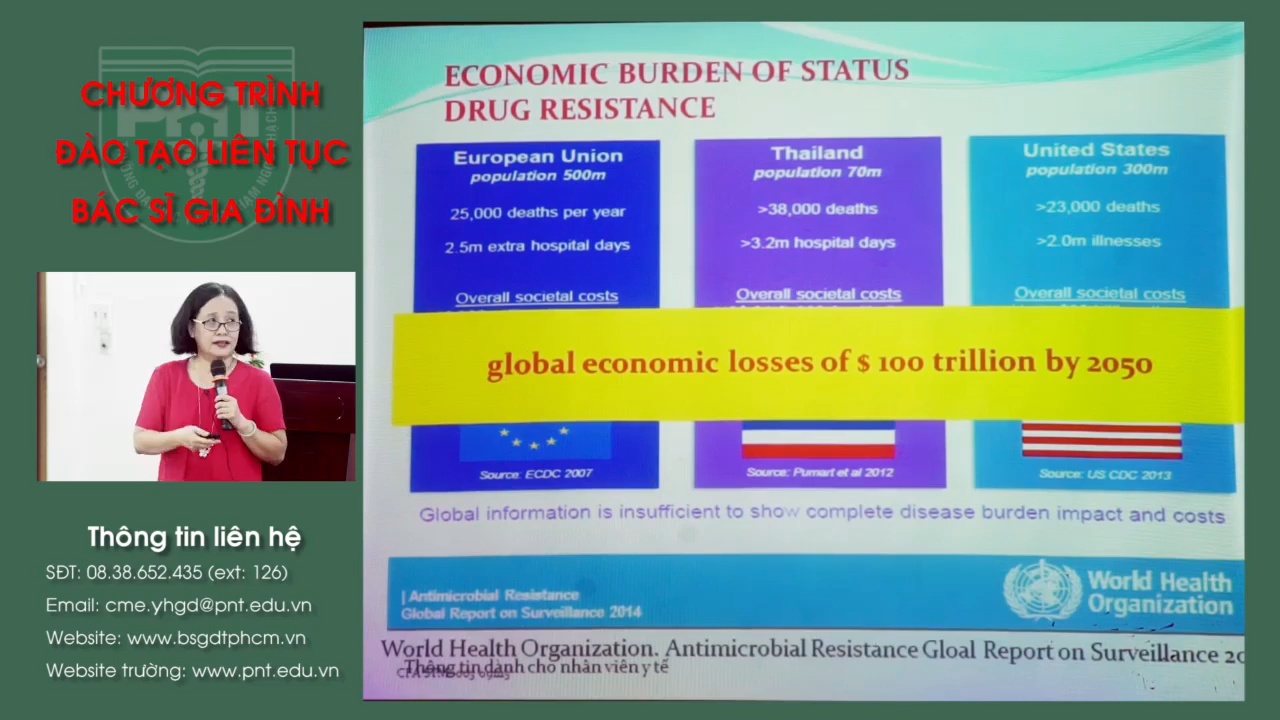 CHƯƠNG TRÌNH
ĐÀO TẠO LIÊN TỤC
BÁC SĨ GIA ĐÌNH
Thông tin liên hệ
SĐT: 08.38.652.435 (ext: 126)
Email: cme.yhgd@pnt.edu.vn
Website: www.bsgdtphcm.vn
Website trường: www.pnt.edu.vn
ECONOMIC BURDEN OF STATUS
DRUG RESISTANCE
European Union
population 500m
25,000 deaths per year
2.5m extra hospital days
Overall societal costs
Source: ECDC 2007
Thailand
population 70m
>38,000 deaths
>3.2m hospital days
Overall societal costs
Source: Pumart et al 2012
United States
population 300m
>23,000 deaths
>2.0m illnesses
Overall societal costs
Source: US CDC 2013
global economic losses of $ 100 trillion by 2050
Global information is insufficient to show complete disease burden impact and costs
| Antimicrobial Resistance
Global Report on Surveillance 2014
World Health
Organization
World Health Organization. Antimicrobial Resistance Gloal Report on Surveillance
Thông tin dành cho nhân viên y tế